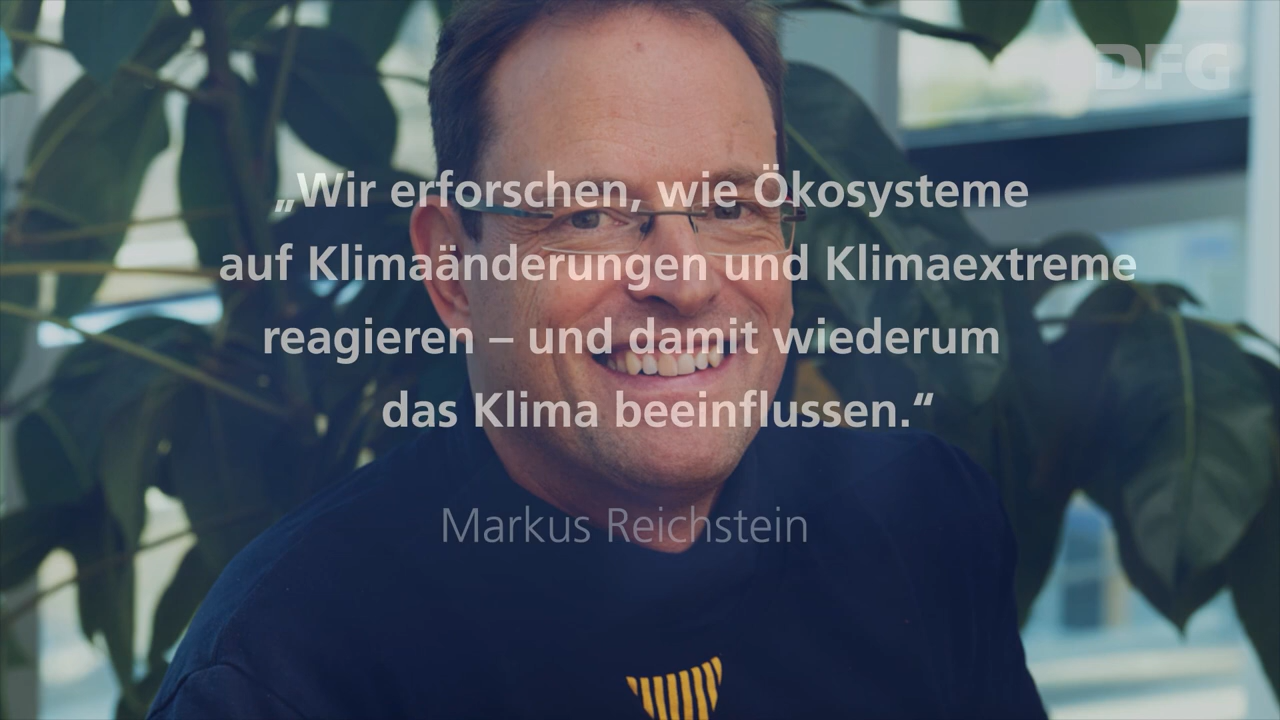 DFG
„Wir erforschen, wie Ökosysteme
auf Klimaänderungen und Klimaextreme
reagieren – und damit wiederum
das Klima beeinflussen.“
Markus Reichstein